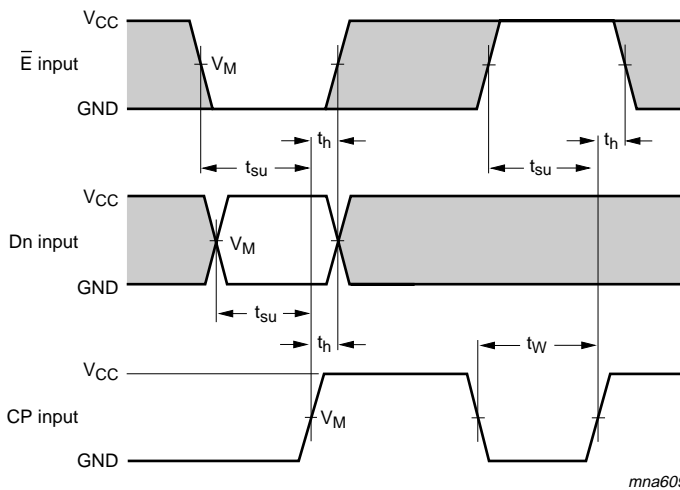 VCC
E̅ input
VM
GND
th
th
tsu
tsu
VCC
Dn input
VM
GND
tsu
th
tW
VCC
CP input
VM
GND
mna609